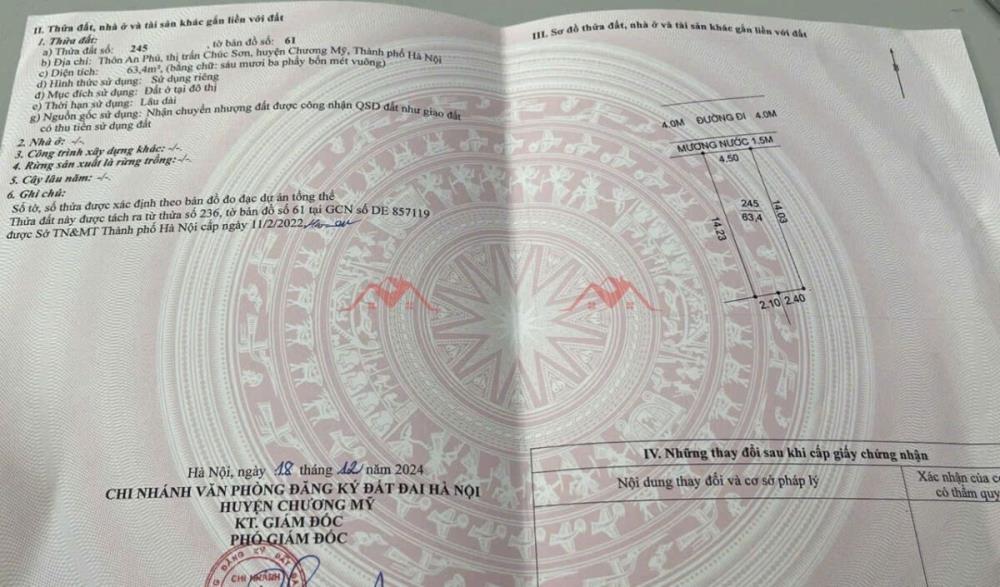 II. Thửa đất, nhà ở và tài sản khác gắn liền với đất
1. Thửa đất:
a) Thửa đất số: 245 , tờ bản đồ số: 61
b) Địa chỉ: Thôn An Phú, thị trấn Chúc Sơn, huyện Chương Mỹ, Thành phố Hà Nội
c) Diện tích: 63,4m², (bằng chữ: sáu mươi ba phẩy bốn mét vuông)
d) Hình thức sử dụng: Sử dụng riêng
đ) Mục đích sử dụng: Đất ở tại đô thị
e) Thời hạn sử dụng: Lâu dài
g) Nguồn gốc sử dụng: Nhận chuyển nhượng đất được công nhận QSD đất như giao đất
có thu tiền sử dụng đất
2. Nhà ở: -/-
3. Công trình xây dựng khác: -/-
4. Rừng sản xuất là rừng trồng: -/-
5. Cây lâu năm: -/-
6. Ghi chú:
Số tờ, số thửa được xác định theo bản đồ đo đạc dự án tổng thể
Thửa đất này được tách ra từ thửa số 236, tờ bản đồ số 61 tại GCN số DE 857119
được Sở TN&MT Thành phố Hà Nội cấp ngày 11/2/2022
Hà Nội, ngày 18 tháng 12 năm 2024
CHI NHÁNH VĂN PHÒNG ĐĂNG KÝ ĐẤT ĐAI HÀ NỘI
HUYỆN CHƯƠNG MỸ
KT. GIÁM ĐỐC
PHÓ GIÁM ĐỐC
CHI NHÁNH
III. Sơ đồ thửa đất, nhà ở và tài sản khác gắn liền với đất
4.0M ĐƯỜNG ĐI 4.0M
MƯƠNG NƯỚC 1.5M
4.50
245
63,4
14.03
14.23
2.10
2.40
IV. Những thay đổi sau khi cấp giấy chứng nhận
Nội dung thay đổi và cơ sở pháp lý
Xác nhận của c
có thẩm quy